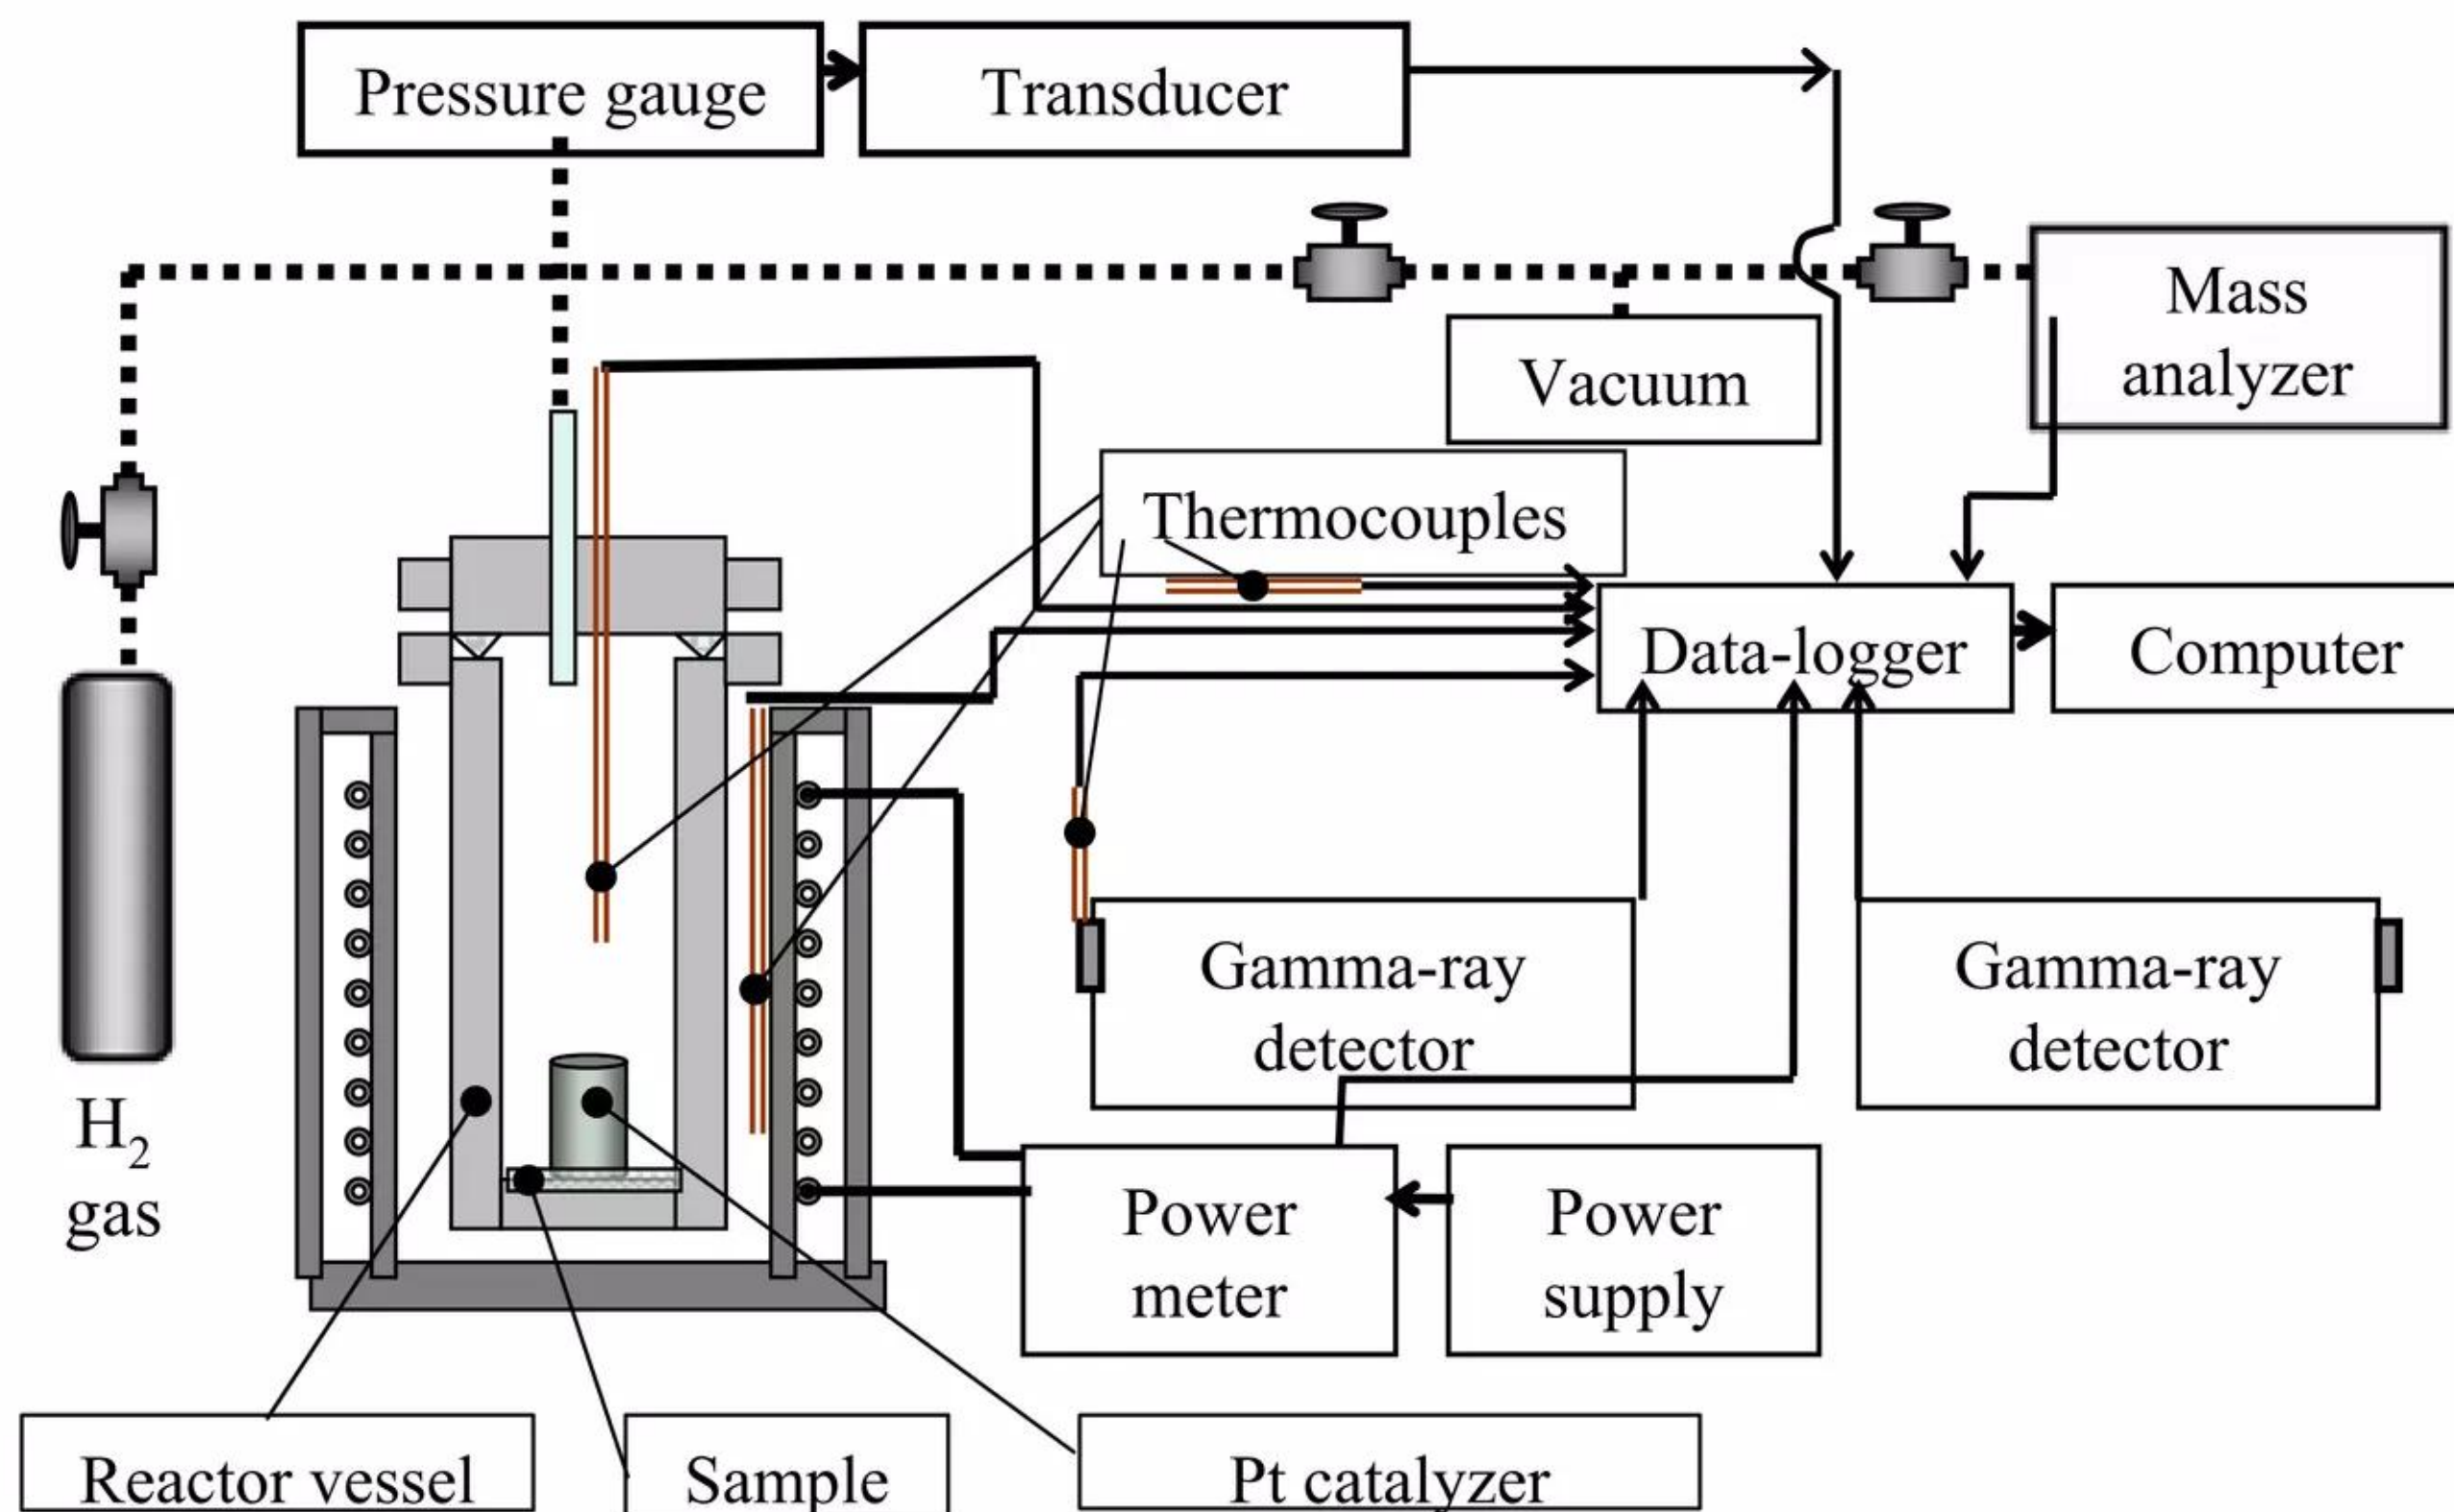 Pressure gauge
Transducer
Mass
analyzer
Vacuum
Thermocouples
Data-logger
Computer
Gamma-ray
detector
Gamma-ray
detector
H₂
gas
Power
meter
Power
supply
Reactor vessel
Sample
Pt catalyzer